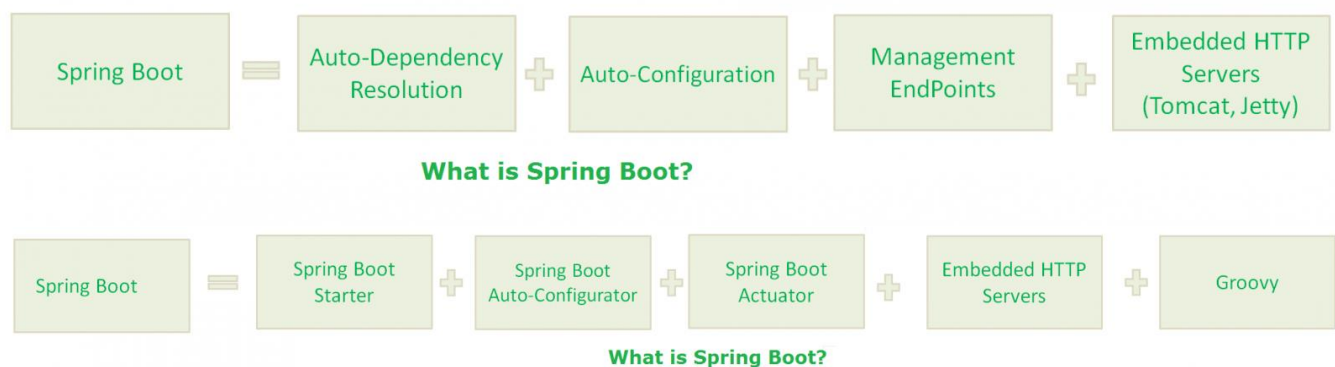 Spring Boot
Auto-Dependency
Resolution
Auto-Configuration
Management
EndPoints
Embedded HTTP
Servers
(Tomcat, Jetty)
What is Spring Boot?
Spring Boot
Spring Boot
Starter
Spring Boot
Auto-Configurator
Spring Boot
Actuator
Embedded HTTP
Servers
Groovy
What is Spring Boot?